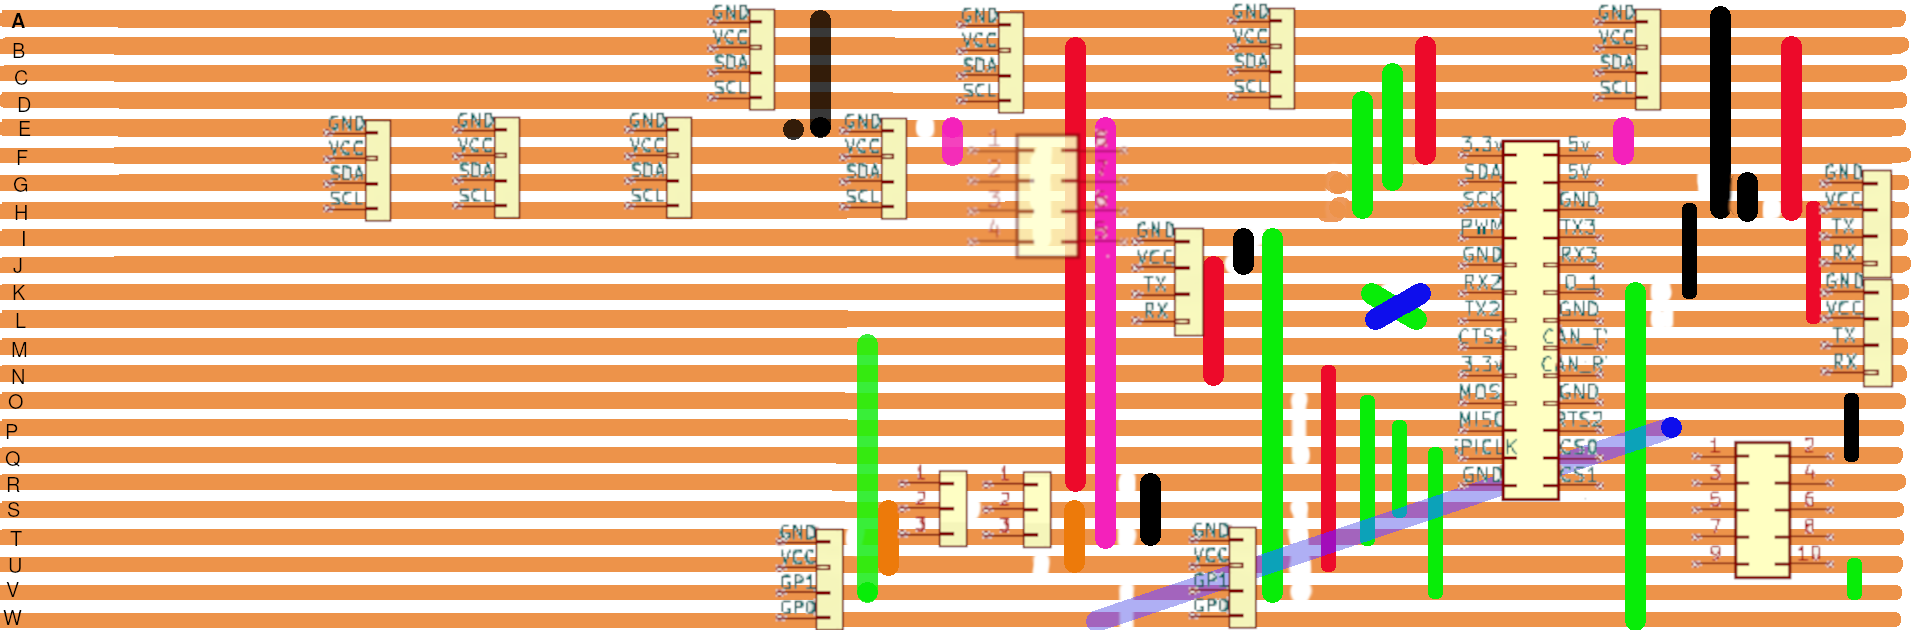 A
B
C
D
E
F
G
H
I
J
K
L
M
N
O
P
Q
R
S
T
U
V
W
GND
VCC
SDA
SCL
GND
VCC
SDA
SCL
GND
VCC
SDA
SCL
GND
VCC
SDA
SCL
GND
VCC
SDA
SCL
GND
VCC
SDA
SCL
GND
VCC
SDA
SCL
GND
VCC
SDA
SCL
1
2
3
4
GND
VCC
TX
RX
3.3v 5v
SDA 5V
SCK GND
PWM TX3
GND RX3
RX2 O_1
TX2 GND
CTS2 CAN_T
3.3v CAN_R
MOS GND
MISO RTS2
SPICLK CS0
GND CS1
GND
VCC
TX
RX
GND
VCC
TX
RX
1 2
3 4
5 6
7 8
9 10
1
2
3
1
2
3
GND
VCC
GP1
GP0
GND
VCC
GP1
GP0